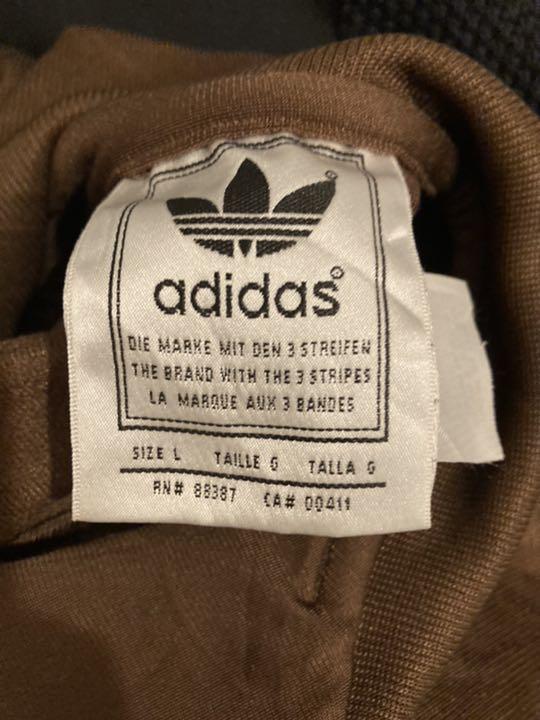 adidas®
DIE MARKE MIT DEN 3 STREIFEN
THE BRAND WITH THE 3 STRIPES
LA MARQUE AUX 3 BANDES
SIZE L TAILLE G TALLA G
RN# 88387 CA# 00411